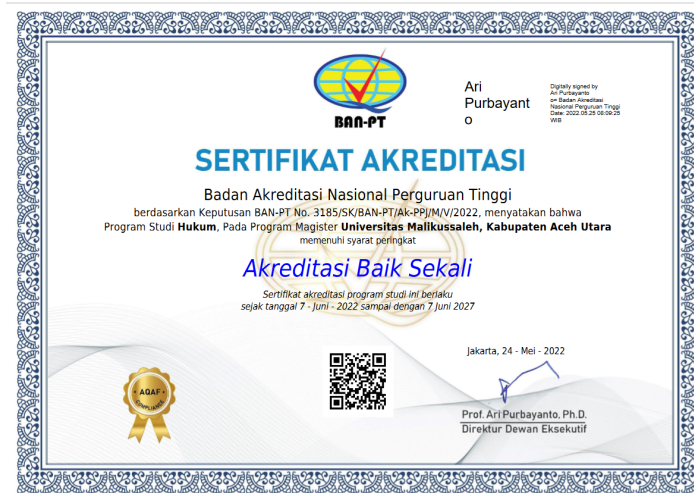 BAN-PT
Ari
Purbayant
o
Digitally signed by
Ari Purbayanto
o= Badan Akreditasi
Nasional Perguruan Tinggi
Date: 2022.05.25 08:09:25
WIB
SERTIFIKAT AKREDITASI
Badan Akreditasi Nasional Perguruan Tinggi
berdasarkan Keputusan BAN-PT No. 3185/SK/BAN-PT/Ak-PPJ/M/V/2022, menyatakan bahwa
Program Studi Hukum, Pada Program Magister Universitas Malikussaleh, Kabupaten Aceh Utara
memenuhi syarat peringkat
Akreditasi Baik Sekali
Sertifikat akreditasi program studi ini berlaku
sejak tanggal 7 - Juni - 2022 sampai dengan 7 Juni 2027
Jakarta, 24 - Mei - 2022
AQAF
COMPLIANCE
Prof. Ari Purbayanto, Ph.D.
Direktur Dewan Eksekutif